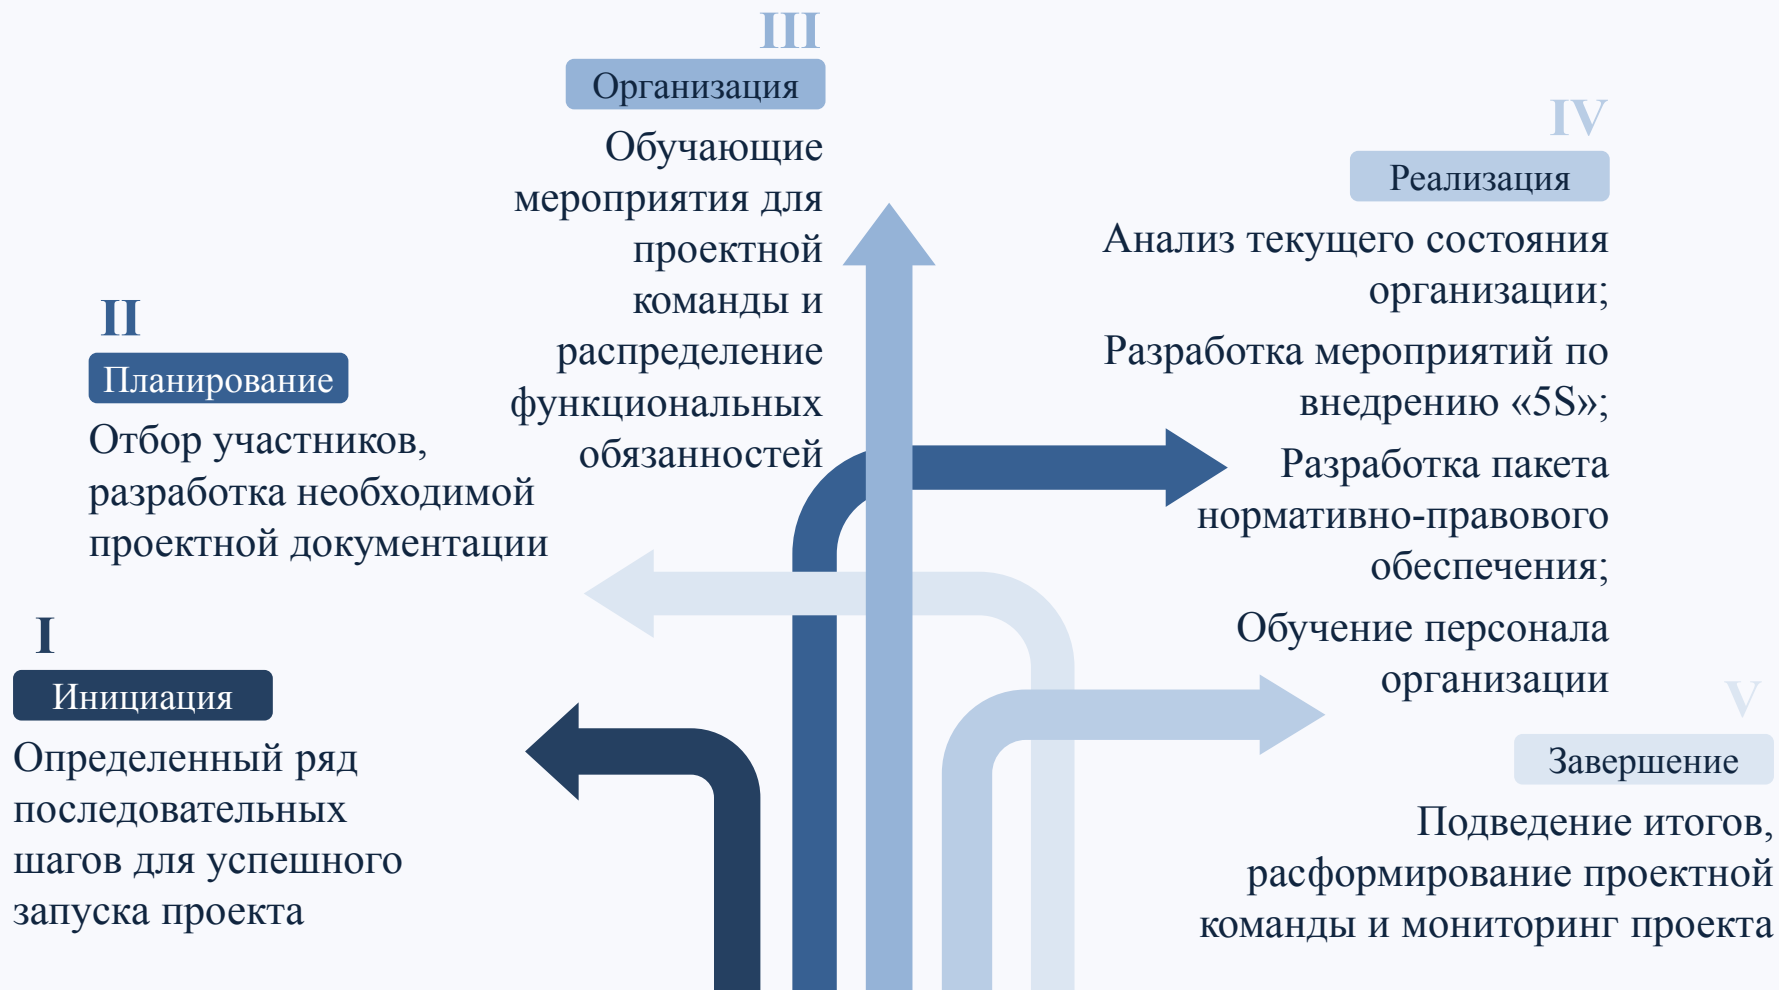 I
Инициация
Определенный ряд
последовательных
шагов для успешного
запуска проекта
II
Планирование
Отбор участников,
разработка необходимой
проектной документации
III
Организация
Обучающие
мероприятия для
проектной
команды и
распределение
функциональных
обязанностей
IV
Реализация
Анализ текущего состояния
организации;
Разработка мероприятий по
внедрению «5S»;
Разработка пакета
нормативно-правового
обеспечения;
Обучение персонала
организации
V
Завершение
Подведение итогов,
расформирование проектной
команды и мониторинг проекта